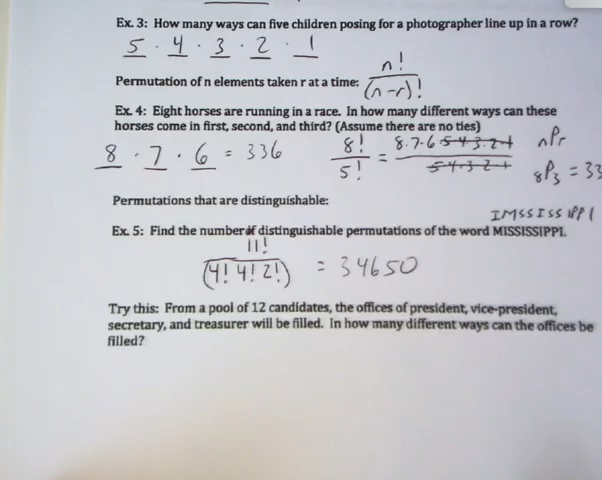 Ex. 3: How many ways can five children posing for a photographer line up in a row?
5 · 4 · 3 · 2 · 1
Permutation of n elements taken r at a time: n! / (n-r)!
Ex. 4: Eight horses are running in a race. In how many different ways can these
horses come in first, second, and third? (Assume there are no ties)
8 · 7 · 6 = 336 8! / 5! = 8·7·6·5·4·3·2·1 / 5·4·3·2·1 nPr
8P3 = 33
Permutations that are distinguishable:
IMSSISSIPPI
Ex. 5: Find the number of distinguishable permutations of the word MISSISSIPPI.
11! / (4! 4! 2!) = 34650
Try this: From a pool of 12 candidates, the offices of president, vice-president,
secretary, and treasurer will be filled. In how many different ways can the offices be
filled?